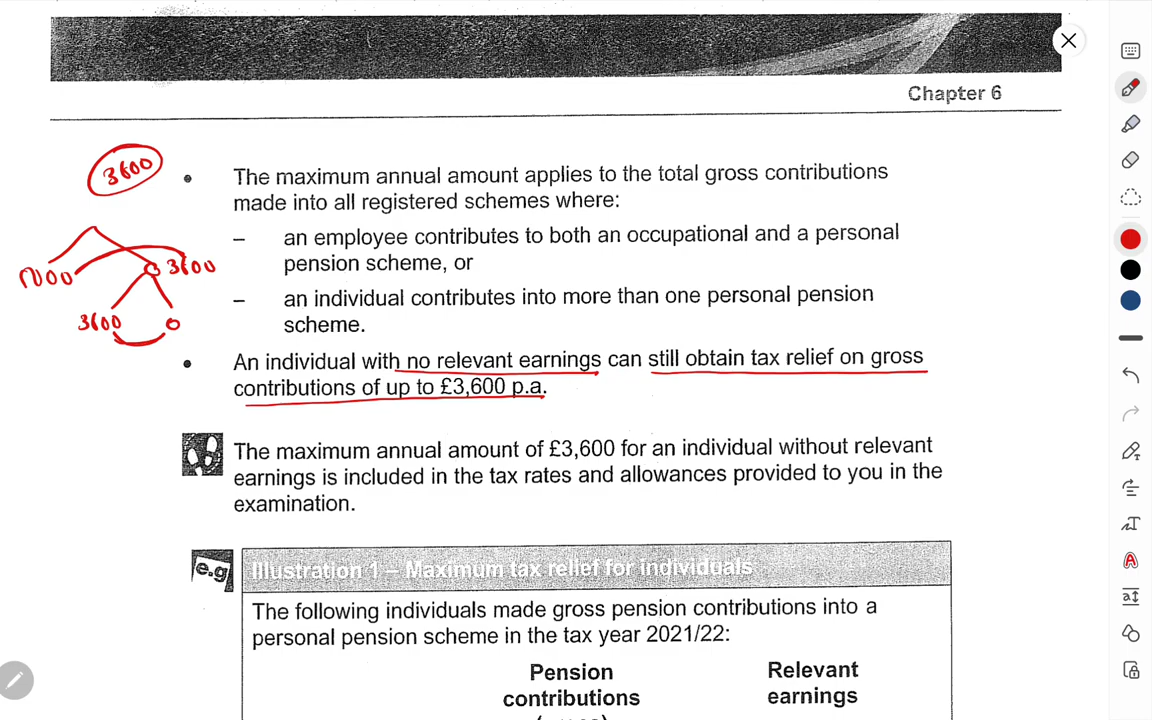 Chapter 6
3600
The maximum annual amount applies to the total gross contributions
made into all registered schemes where:
– an employee contributes to both an occupational and a personal
pension scheme, or
– an individual contributes into more than one personal pension
scheme.
3600
3600 0
An individual with no relevant earnings can still obtain tax relief on gross
contributions of up to £3,600 p.a.
The maximum annual amount of £3,600 for an individual without relevant
earnings is included in the tax rates and allowances provided to you in the
examination.
e.g
Illustration 1 – Maximum tax relief for individuals
The following individuals made gross pension contributions into a
personal pension scheme in the tax year 2021/22:
Pension Relevant
contributions earnings